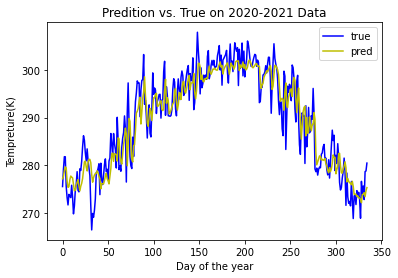 Predition vs. True on 2020-2021 Data
true
pred
Tempreture(K)
300
290
280
270
0 50 100 150 200 250 300 350
Day of the year